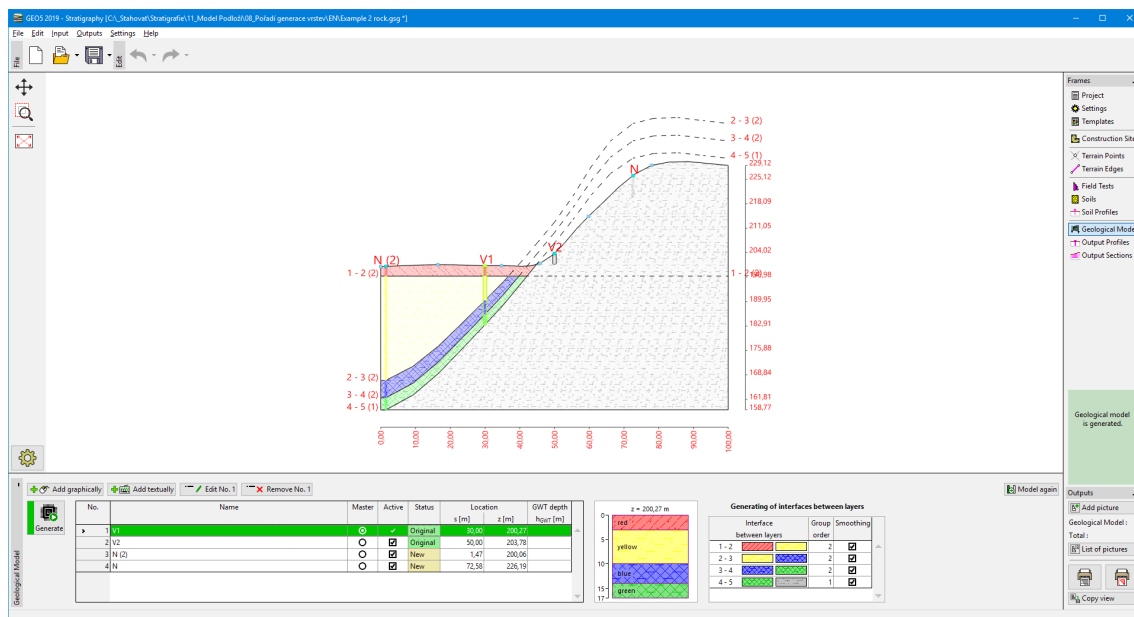 GEO5 2019 - Stratigraphy [C:\_Stahovat\Stratigrafie\11_Model Podloží\08_Pořadí generace vrstev\EN\Example 2 rock.gsg *]
File Edit Input Outputs Settings Help
File
Edit
Frames
Project
Settings
Templates
Construction Site
Terrain Points
Terrain Edges
Field Tests
Soils
Soil Profiles
Geological Mode
Output Profiles
Output Sections
2 - 3 (2)
3 - 4 (2)
4 - 5 (1)
N
V2
N (2)
V1
1 - 2 (2)
1 - 2 (2)
2 - 3 (2)
3 - 4 (2)
4 - 5 (1)
229,12
225,12
218,09
211,05
204,02
196,98
189,95
182,91
175,88
168,84
161,81
158,77
0,00 10,00 20,00 30,00 40,00 50,00 60,00 70,00 80,00 90,00 100,00
Geological model
is generated.
Geological Model
Add graphically Add textually Edit No. 1 Remove No. 1 Model again
Generate
No. Name Master Active Status Location GWT depth
s [m] z [m] hGWT [m]
1 V1 Original 30,00 200,27
2 V2 Original 50,00 203,78
3 N (2) New 1,47 200,06
4 N New 72,58 226,19
z = 200,27 m
0
red
yellow
5
10
blue
15
green
17
Generating of interfaces between layers
Interface Group Smoothing
between layers order
1 - 2 2
2 - 3 2
3 - 4 2
4 - 5 1
Outputs
Add picture
Geological Model :
Total :
List of pictures
Copy view